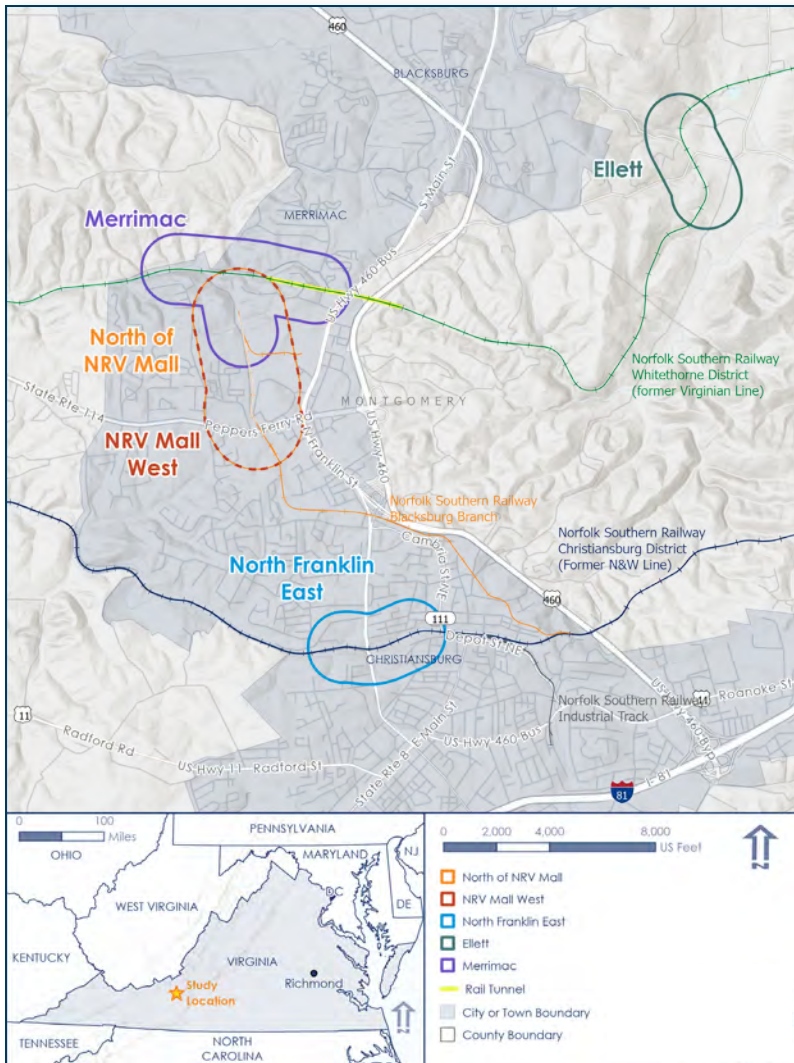 460
BLACKSBURG
Ellett
S Main St
MERRIMAC
Merrimac
US Hwy 460 Bus
North of
NRV Mall
Norfolk Southern Railway
Whitethorne District
(former Virginian Line)
State Rte 114
MONTGOMERY
Peppers Ferry Rd
NRV Mall
West
N Franklin St
US Hwy 460
Norfolk Southern Railway
Blacksburg Branch
Norfolk Southern Railway
Christiansburg District
(Former N&W Line)
Cambria St NE
North Franklin
East
460
111
Depot St NE
CHRISTIANSBURG
Norfolk Southern Railway
Industrial Track
11
Roanoke St
11
Radford Rd
US Hwy 460 Byp
E Main St
US Hwy 460 Bus
US Hwy 11
Radford St
State Rte 8
I-81
81
0 100
Miles
PENNSYLVANIA
OHIO
MARYLAND
NJ
DC
DE
WEST VIRGINIA
KENTUCKY
VIRGINIA
Richmond
Study
Location
N
TENNESSEE
NORTH
CAROLINA
0 2,000 4,000 8,000
US Feet
N
North of NRV Mall
NRV Mall West
North Franklin East
Ellett
Merrimac
Rail Tunnel
City or Town Boundary
County Boundary